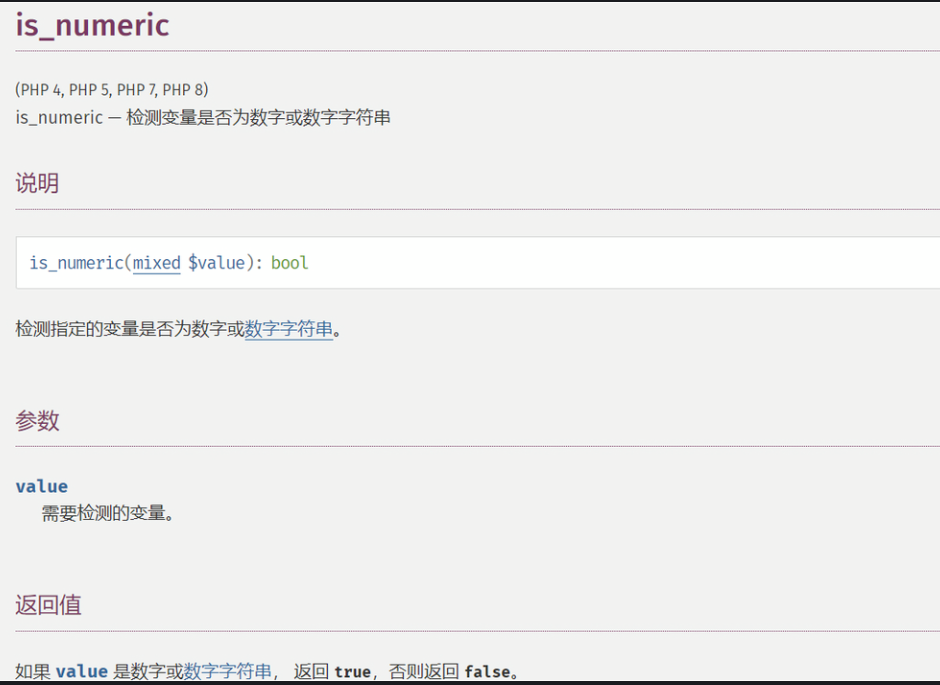 is_numeric
(PHP 4, PHP 5, PHP 7, PHP 8)
is_numeric — 检测变量是否为数字或数字字符串
说明
is_numeric(mixed $value): bool
检测指定的变量是否为数字或数字字符串。
参数
value
需要检测的变量。
返回值
如果 value 是数字或数字字符串， 返回 true，否则返回 false。